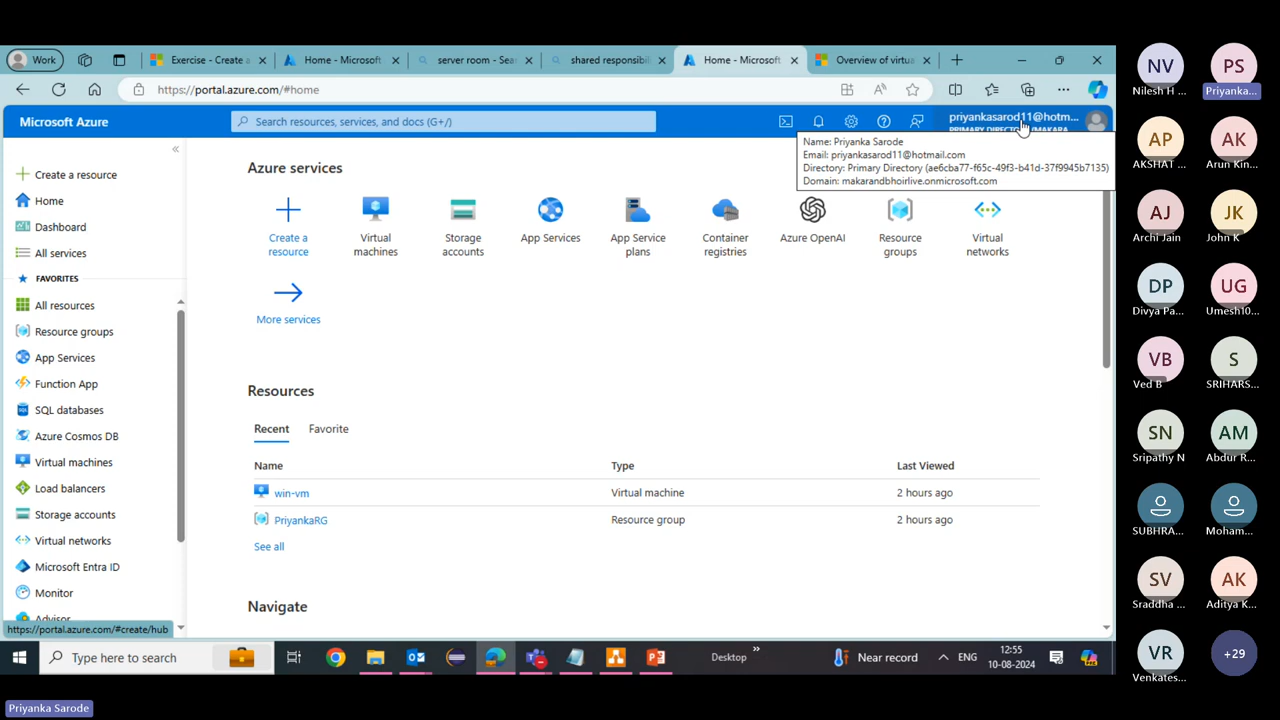 Work
Exercise - Create a
Home - Microsoft
server room - Sea
shared responsibil
Home - Microsoft
Overview of virtua
https://portal.azure.com/#home
Microsoft Azure
Search resources, services, and docs (G+/)
priyankasarod11@hotm...
PRIMARY DIRECTORY (MAKARA...
Name: Priyanka Sarode
Email: priyankasarod11@hotmail.com
Directory: Primary Directory (ae6cba77-f65c-49f3-b41d-37f9945b7135)
Domain: makarandbhoirlive.onmicrosoft.com
Create a resource
Home
Dashboard
All services
FAVORITES
All resources
Resource groups
App Services
Function App
SQL databases
Azure Cosmos DB
Virtual machines
Load balancers
Storage accounts
Virtual networks
Microsoft Entra ID
Monitor
Advisor
https://portal.azure.com/#create/hub
Azure services
Create a
resource
Virtual
machines
Storage
accounts
App Services
App Service
plans
Container
registries
Azure OpenAI
Resource
groups
Virtual
networks
More services
Resources
Recent
Favorite
Name
Type
Last Viewed
win-vm
Virtual machine
2 hours ago
PriyankaRG
Resource group
2 hours ago
See all
Navigate
Type here to search
Desktop
Near record
ENG
12:55
10-08-2024
NV
Nilesh H ...
PS
Priyanka...
AP
AKSHAT ...
AK
Arun Kin...
AJ
Archi Jain
JK
John K
DP
Divya Pa...
UG
Umesh10...
VB
Ved B
S
SRIHARS...
SN
Sripathy N
AM
Abdur R...
SUBHRA...
Moham...
SV
Sraddha ...
AK
Aditya K...
VR
Venkates...
+29
Priyanka Sarode